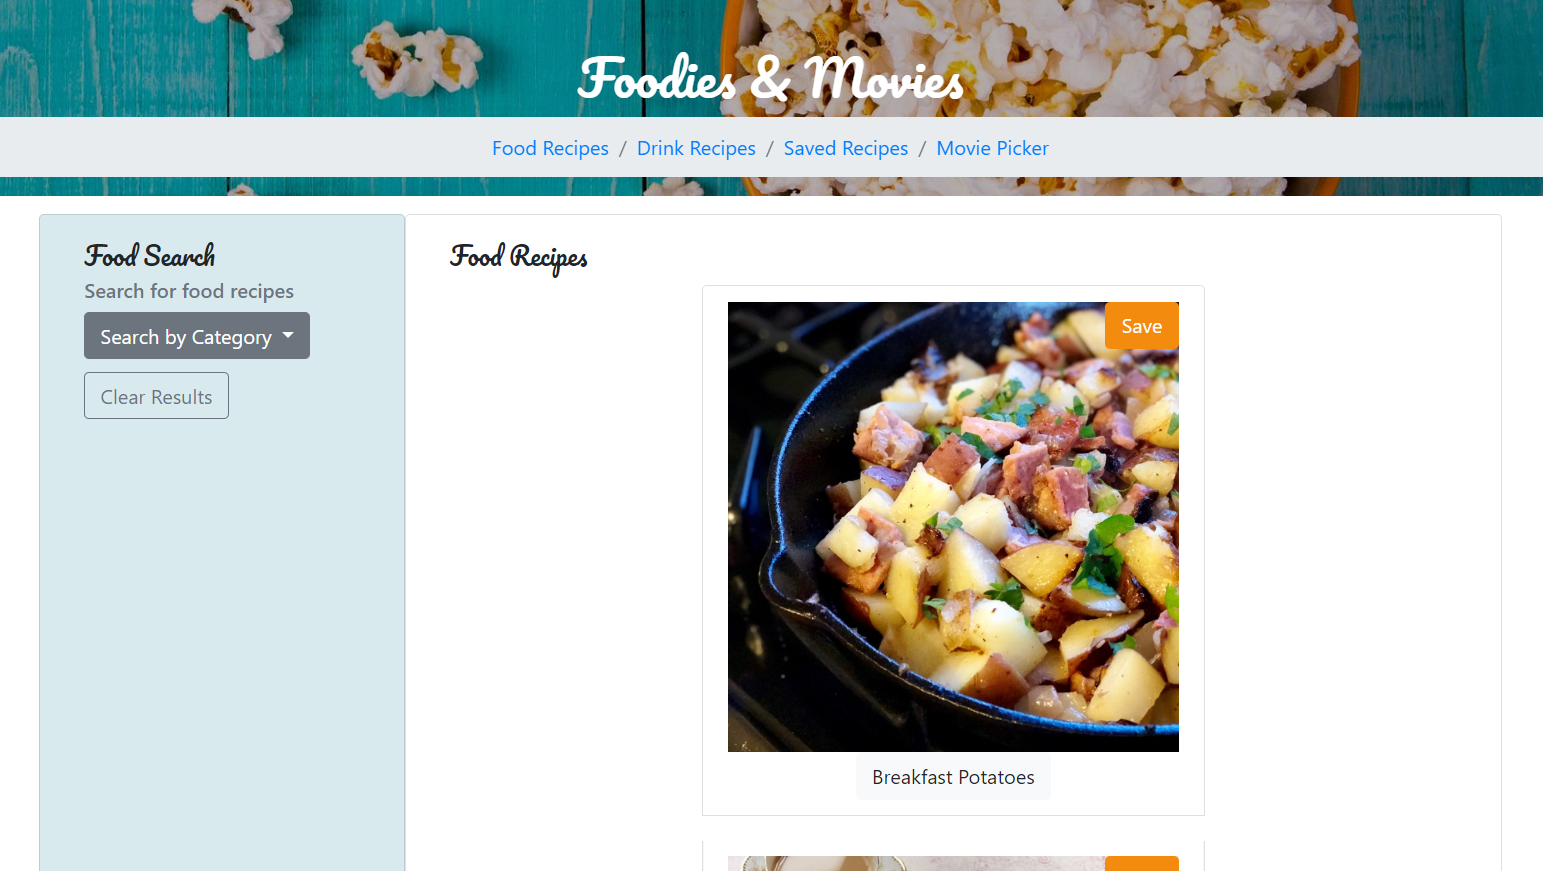 Foodies & Movies
Food Recipes / Drink Recipes / Saved Recipes / Movie Picker
Food Search
Search for food recipes
Search by Category
Clear Results
Food Recipes
Save
Breakfast Potatoes